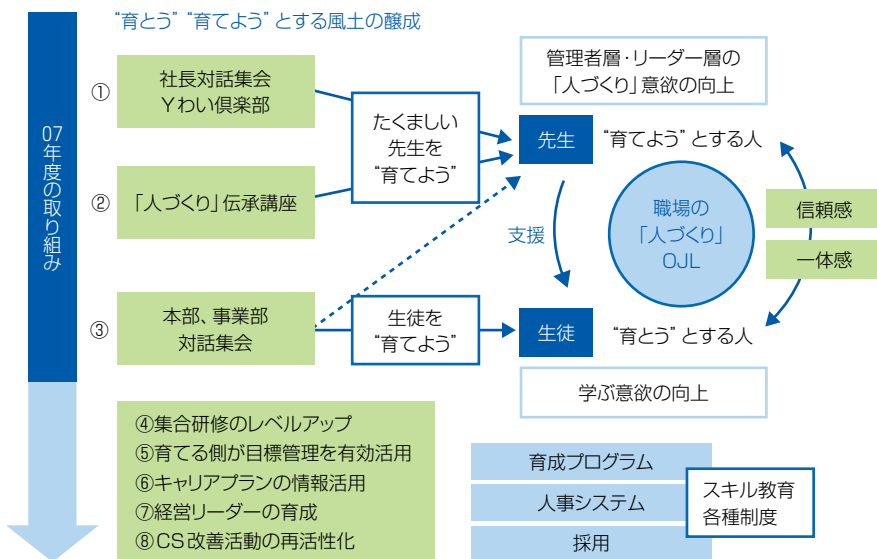 “育とう”“育てよう”とする風土の醸成
07年度の取り組み
①
社長対話集会
Yわい倶楽部
②
「人づくり」伝承講座
③
本部、事業部
対話集会
たくましい
先生を
“育てよう”
生徒を
“育てよう”
管理者層・リーダー層の
「人づくり」意欲の向上
先生
“育てよう”とする人
支援
職場の
「人づくり」
OJL
信頼感
一体感
生徒
“育とう”とする人
学ぶ意欲の向上
④集合研修のレベルアップ
⑤育てる側が目標管理を有効活用
⑥キャリアプランの情報活用
⑦経営リーダーの育成
⑧CS改善活動の再活性化
育成プログラム
人事システム
採用
スキル教育
各種制度